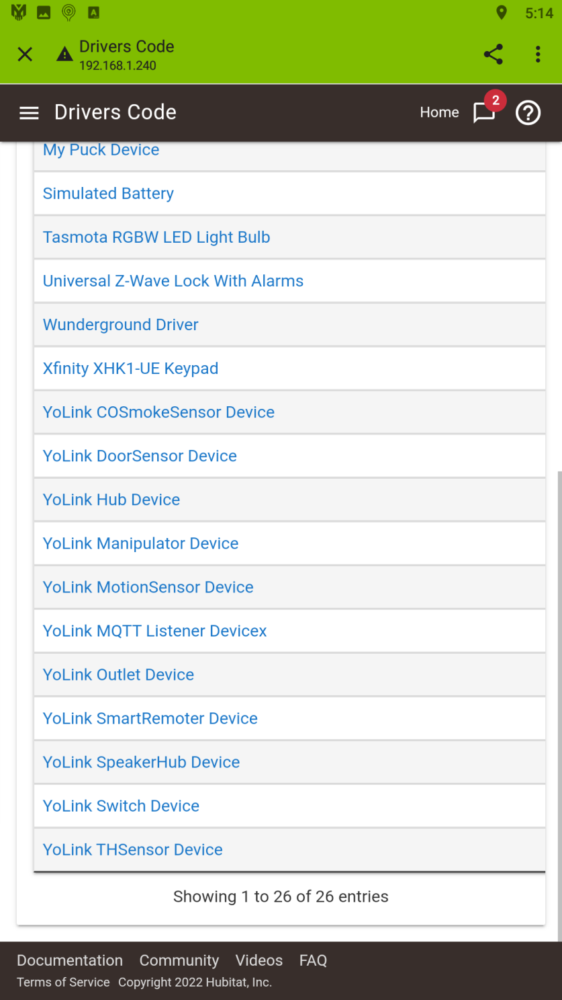 5:14
Drivers Code
192.168.1.240
Drivers Code Home 2
My Puck Device
Simulated Battery
Tasmota RGBW LED Light Bulb
Universal Z-Wave Lock With Alarms
Wunderground Driver
Xfinity XHK1-UE Keypad
YoLink COSmokeSensor Device
YoLink DoorSensor Device
YoLink Hub Device
YoLink Manipulator Device
YoLink MotionSensor Device
YoLink MQTT Listener Devicex
YoLink Outlet Device
YoLink SmartRemoter Device
YoLink SpeakerHub Device
YoLink Switch Device
YoLink THSensor Device
Showing 1 to 26 of 26 entries
Documentation Community Videos FAQ
Terms of Service Copyright 2022 Hubitat, Inc.